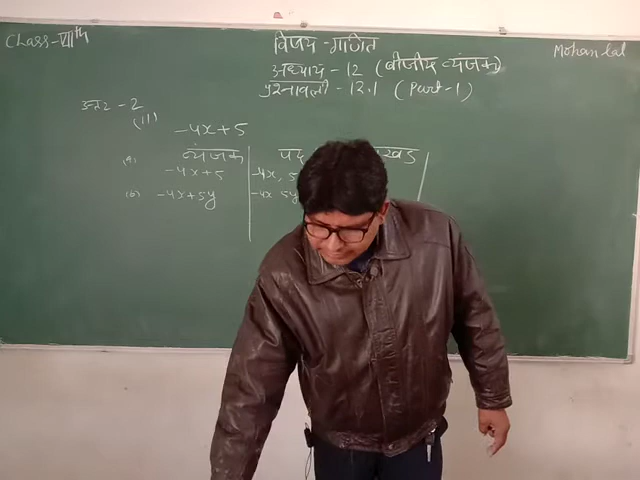 Class-VIIth
विषय-गणित
Mohan lal
अध्याय-12 (बीजीय व्यंजक)
प्रश्नावली-12.1 (Part-1)
उत्तर-2
(ii)
-4x+5
व्यंजक पद खंड
(a) -4x+5 -4x, 5
(b) -4x+5y -4x 5y